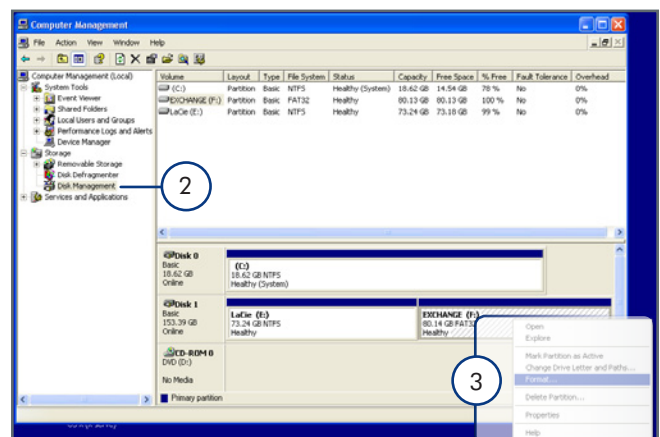 Computer Management
File Action View Window Help
Computer Management (Local)
System Tools
Event Viewer
Shared Folders
Local Users and Groups
Performance Logs and Alerts
Device Manager
Storage
Removable Storage
Disk Defragmenter
Disk Management
Services and Applications
2
Volume Layout Type File System Status Capacity Free Space % Free Fault Tolerance Overhead
(C:) Partition Basic NTFS Healthy (System) 18.62 GB 14.54 GB 78 % No 0%
EXCHANGE (F:) Partition Basic FAT32 Healthy 80.13 GB 80.13 GB 100 % No 0%
LaCie (E:) Partition Basic NTFS Healthy 73.24 GB 73.18 GB 99 % No 0%
Disk 0
Basic
18.62 GB
Online
(C:)
18.62 GB NTFS
Healthy (System)
Disk 1
Basic
153.39 GB
Online
LaCie (E:)
73.24 GB NTFS
Healthy
EXCHANGE (F:)
80.14 GB FAT32
Healthy
CD-ROM 0
DVD (D:)
No Media
Primary partition
3
Open
Explore
Mark Partition as Active
Change Drive Letter and Paths...
Format...
Delete Partition...
Properties
Help